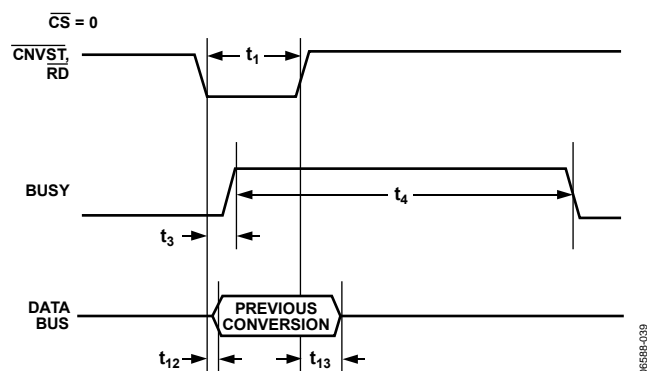 CS = 0
CNVST,
RD
t1
BUSY
t4
t3
DATA
BUS
PREVIOUS
CONVERSION
t12
t13
06588-039